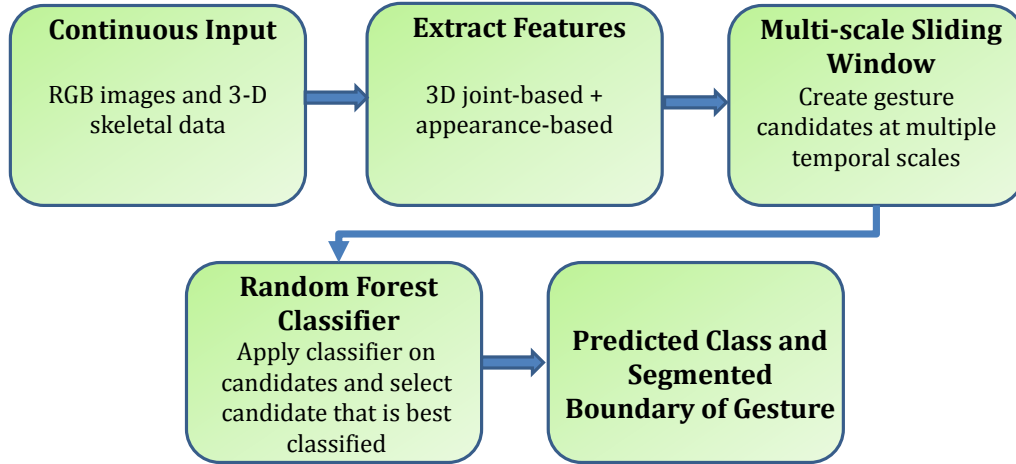 Continuous Input
RGB images and 3-D
skeletal data
Extract Features
3D joint-based +
appearance-based
Multi-scale Sliding
Window
Create gesture
candidates at multiple
temporal scales
Random Forest
Classifier
Apply classifier on
candidates and select
candidate that is best
classified
Predicted Class and
Segmented
Boundary of Gesture